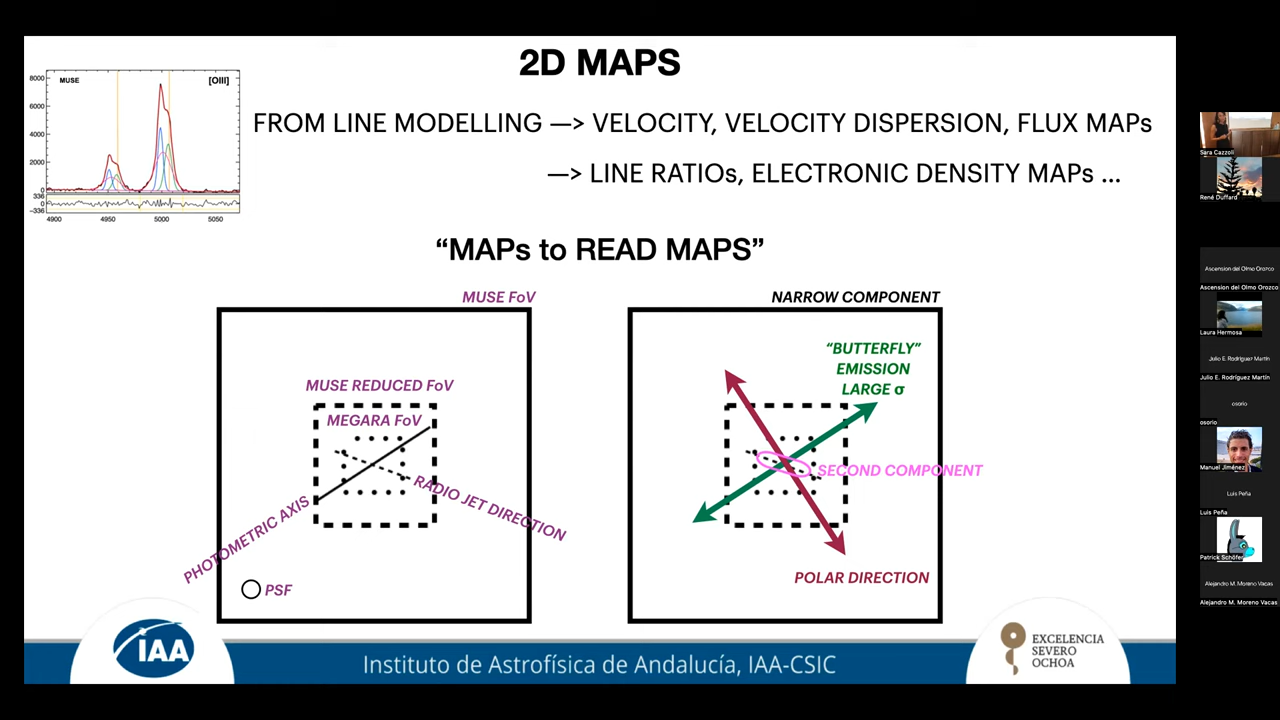 2D MAPS
MUSE
[OIII]
8000
6000
4000
2000
0
336
0
−336
4900
4950
5000
5050
FROM LINE MODELLING —> VELOCITY, VELOCITY DISPERSION, FLUX MAPs
—> LINE RATIOs, ELECTRONIC DENSITY MAPs ...
“MAPs to READ MAPS”
MUSE FoV
MUSE REDUCED FoV
MEGARA FoV
RADIO JET DIRECTION
PHOTOMETRIC AXIS
PSF
NARROW COMPONENT
“BUTTERFLY”
EMISSION
LARGE σ
SECOND COMPONENT
POLAR DIRECTION
IAA
Instituto de Astrofísica de Andalucía, IAA-CSIC
EXCELENCIA
SEVERO
OCHOA
Sara Cazzoli
René Duffard
Ascension del Olmo Orozco
Ascension del Olmo Orozco
Laura Hermosa
Julio E. Rodríguez Martín
Julio E. Rodríguez Martín
osorio
osorio
Manuel Jiménez
Luis Peña
Luis Peña
Patrick Schöfer
Alejandro M. Moreno Vacas
Alejandro M. Moreno Vacas